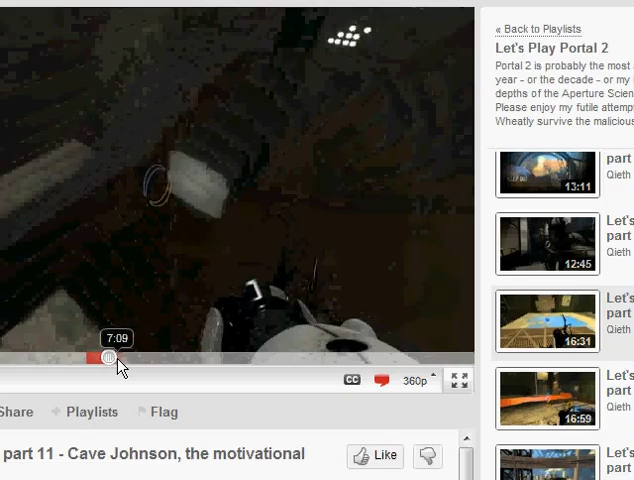 « Back to Playlists
Let's Play Portal 2
Portal 2 is probably the most
year - or the decade - or my
depths of the Aperture Scien
Please enjoy my futile attempt
Wheatly survive the malicious
part
Qieth
13:11
Let's
part
Qieth
12:45
Let's
part
Qieth
16:31
Let's
part
Qieth
16:59
Let's
part
7:09
CC
360p
Share
Playlists
Flag
part 11 - Cave Johnson, the motivational
Like